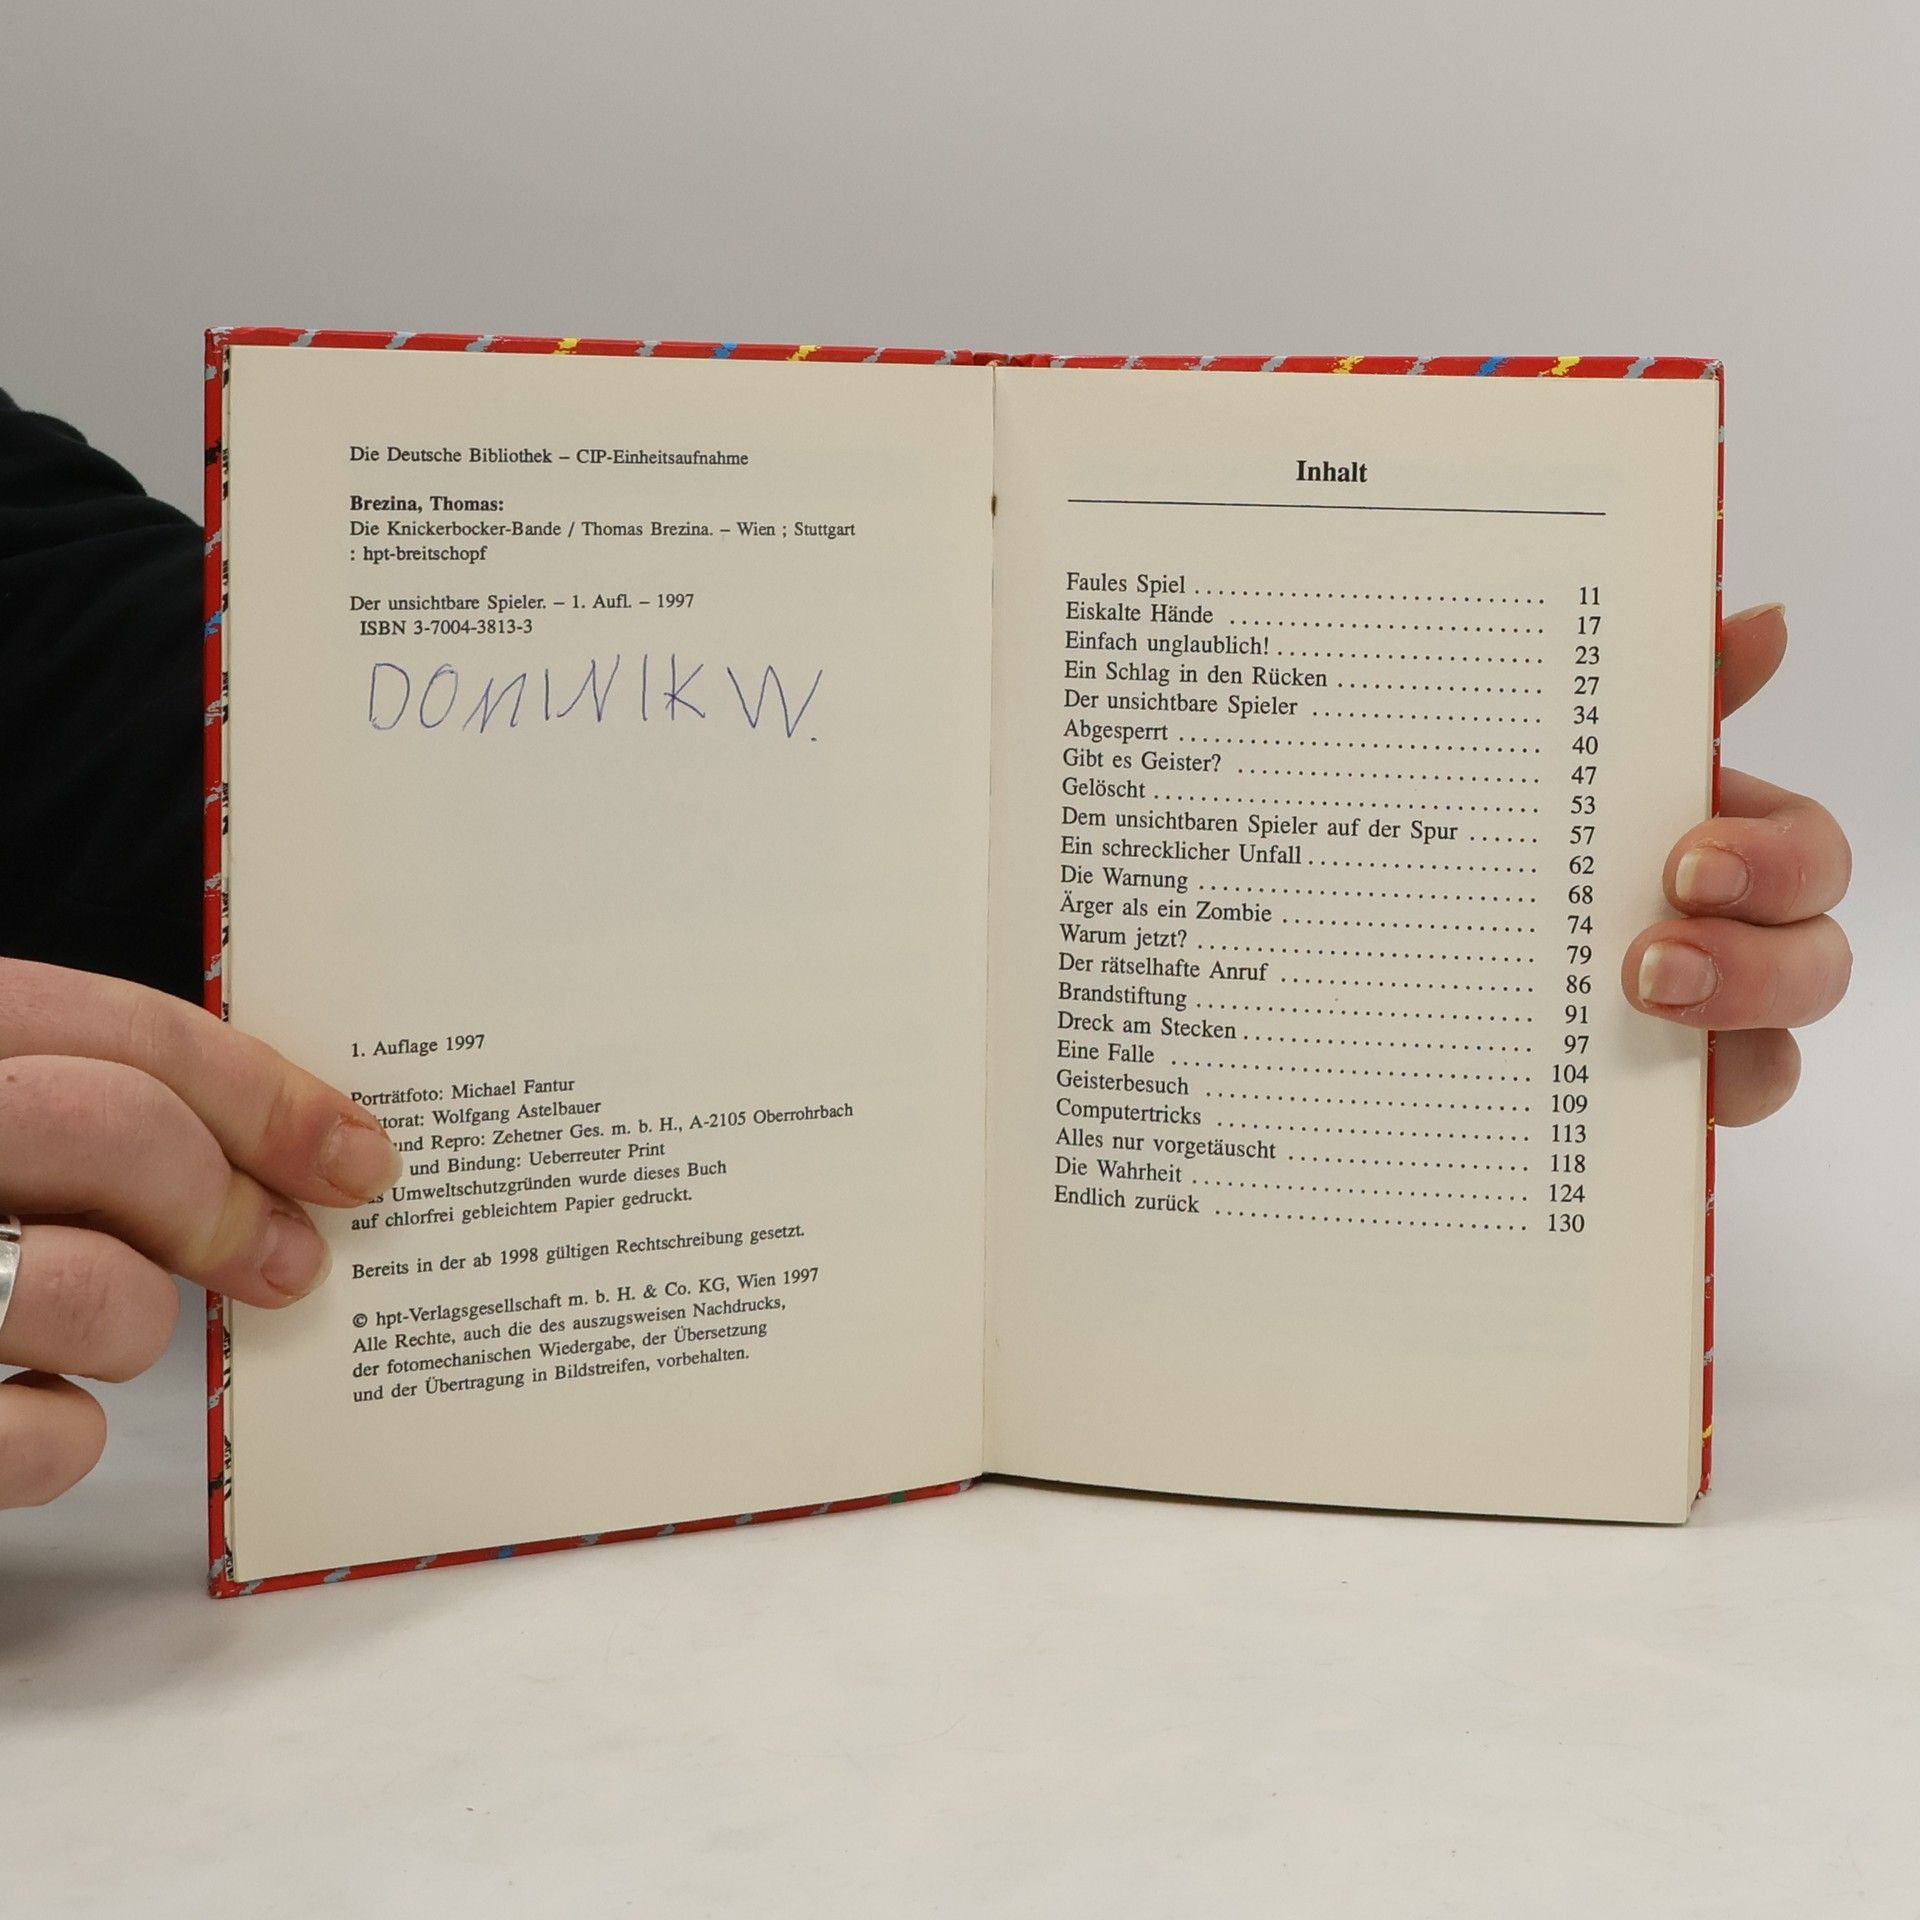 Die Deutsche Bibliothek – CIP-Einheitsaufnahme
Brezina, Thomas:
Die Knickerbocker-Bande / Thomas Brezina. – Wien ; Stuttgart
: hpt-breitschopf
Der unsichtbare Spieler. – 1. Aufl. – 1997
ISBN 3-7004-3813-3
DOMINIK W.
1. Auflage 1997
Porträtfoto: Michael Fantur
Wolfgang Astelbauer
und Repro: Zehetner Ges. m. b. H., A-2105 Oberrohrbach
und Bindung: Ueberreuter Print
Umweltschutzgründen wurde dieses Buch
auf chlorfrei gebleichtem Papier gedruckt.
Bereits in der ab 1998 gültigen Rechtschreibung gesetzt.
© hpt-Verlagsgesellschaft m. b. H. & Co. KG, Wien 1997
Alle Rechte, auch die des auszugsweisen Nachdrucks,
der fotomechanischen Wiedergabe, der Übersetzung
und der Übertragung in Bildstreifen, vorbehalten.
Inhalt
Faules Spiel .............................. 11
Eiskalte Hände ........................... 17
Einfach unglaublich! ....................... 23
Ein Schlag in den Rücken .................. 27
Der unsichtbare Spieler .................... 34
Abgesperrt ............................... 40
Gibt es Geister? .......................... 47
Gelöscht ................................. 53
Dem unsichtbaren Spieler auf der Spur ...... 57
Ein schrecklicher Unfall .................... 62
Die Warnung ............................. 68
Ärger als ein Zombie ...................... 74
Warum jetzt? ............................. 79
Der rätselhafte Anruf ...................... 86
Brandstiftung ............................. 91
Dreck am Stecken ......................... 97
Eine Falle ............................... 104
Geisterbesuch ............................ 109
Computertricks ........................... 113
Alles nur vorgetäuscht ..................... 118
Die Wahrheit ............................. 124
Endlich zurück ........................... 130